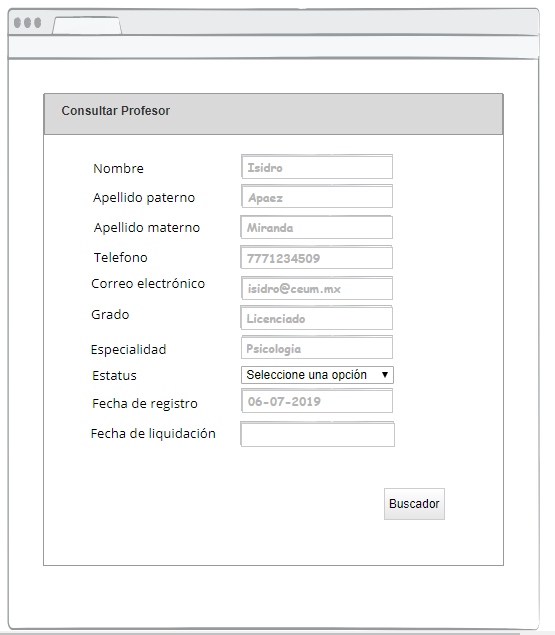 Consultar Profesor
Nombre Isidro
Apellido paterno Apaez
Apellido materno Miranda
Telefono 7771234509
Correo electrónico isidro@ceum.mx
Grado Licenciado
Especialidad Psicologia
Estatus Seleccione una opción
Fecha de registro 06-07-2019
Fecha de liquidación
Buscador